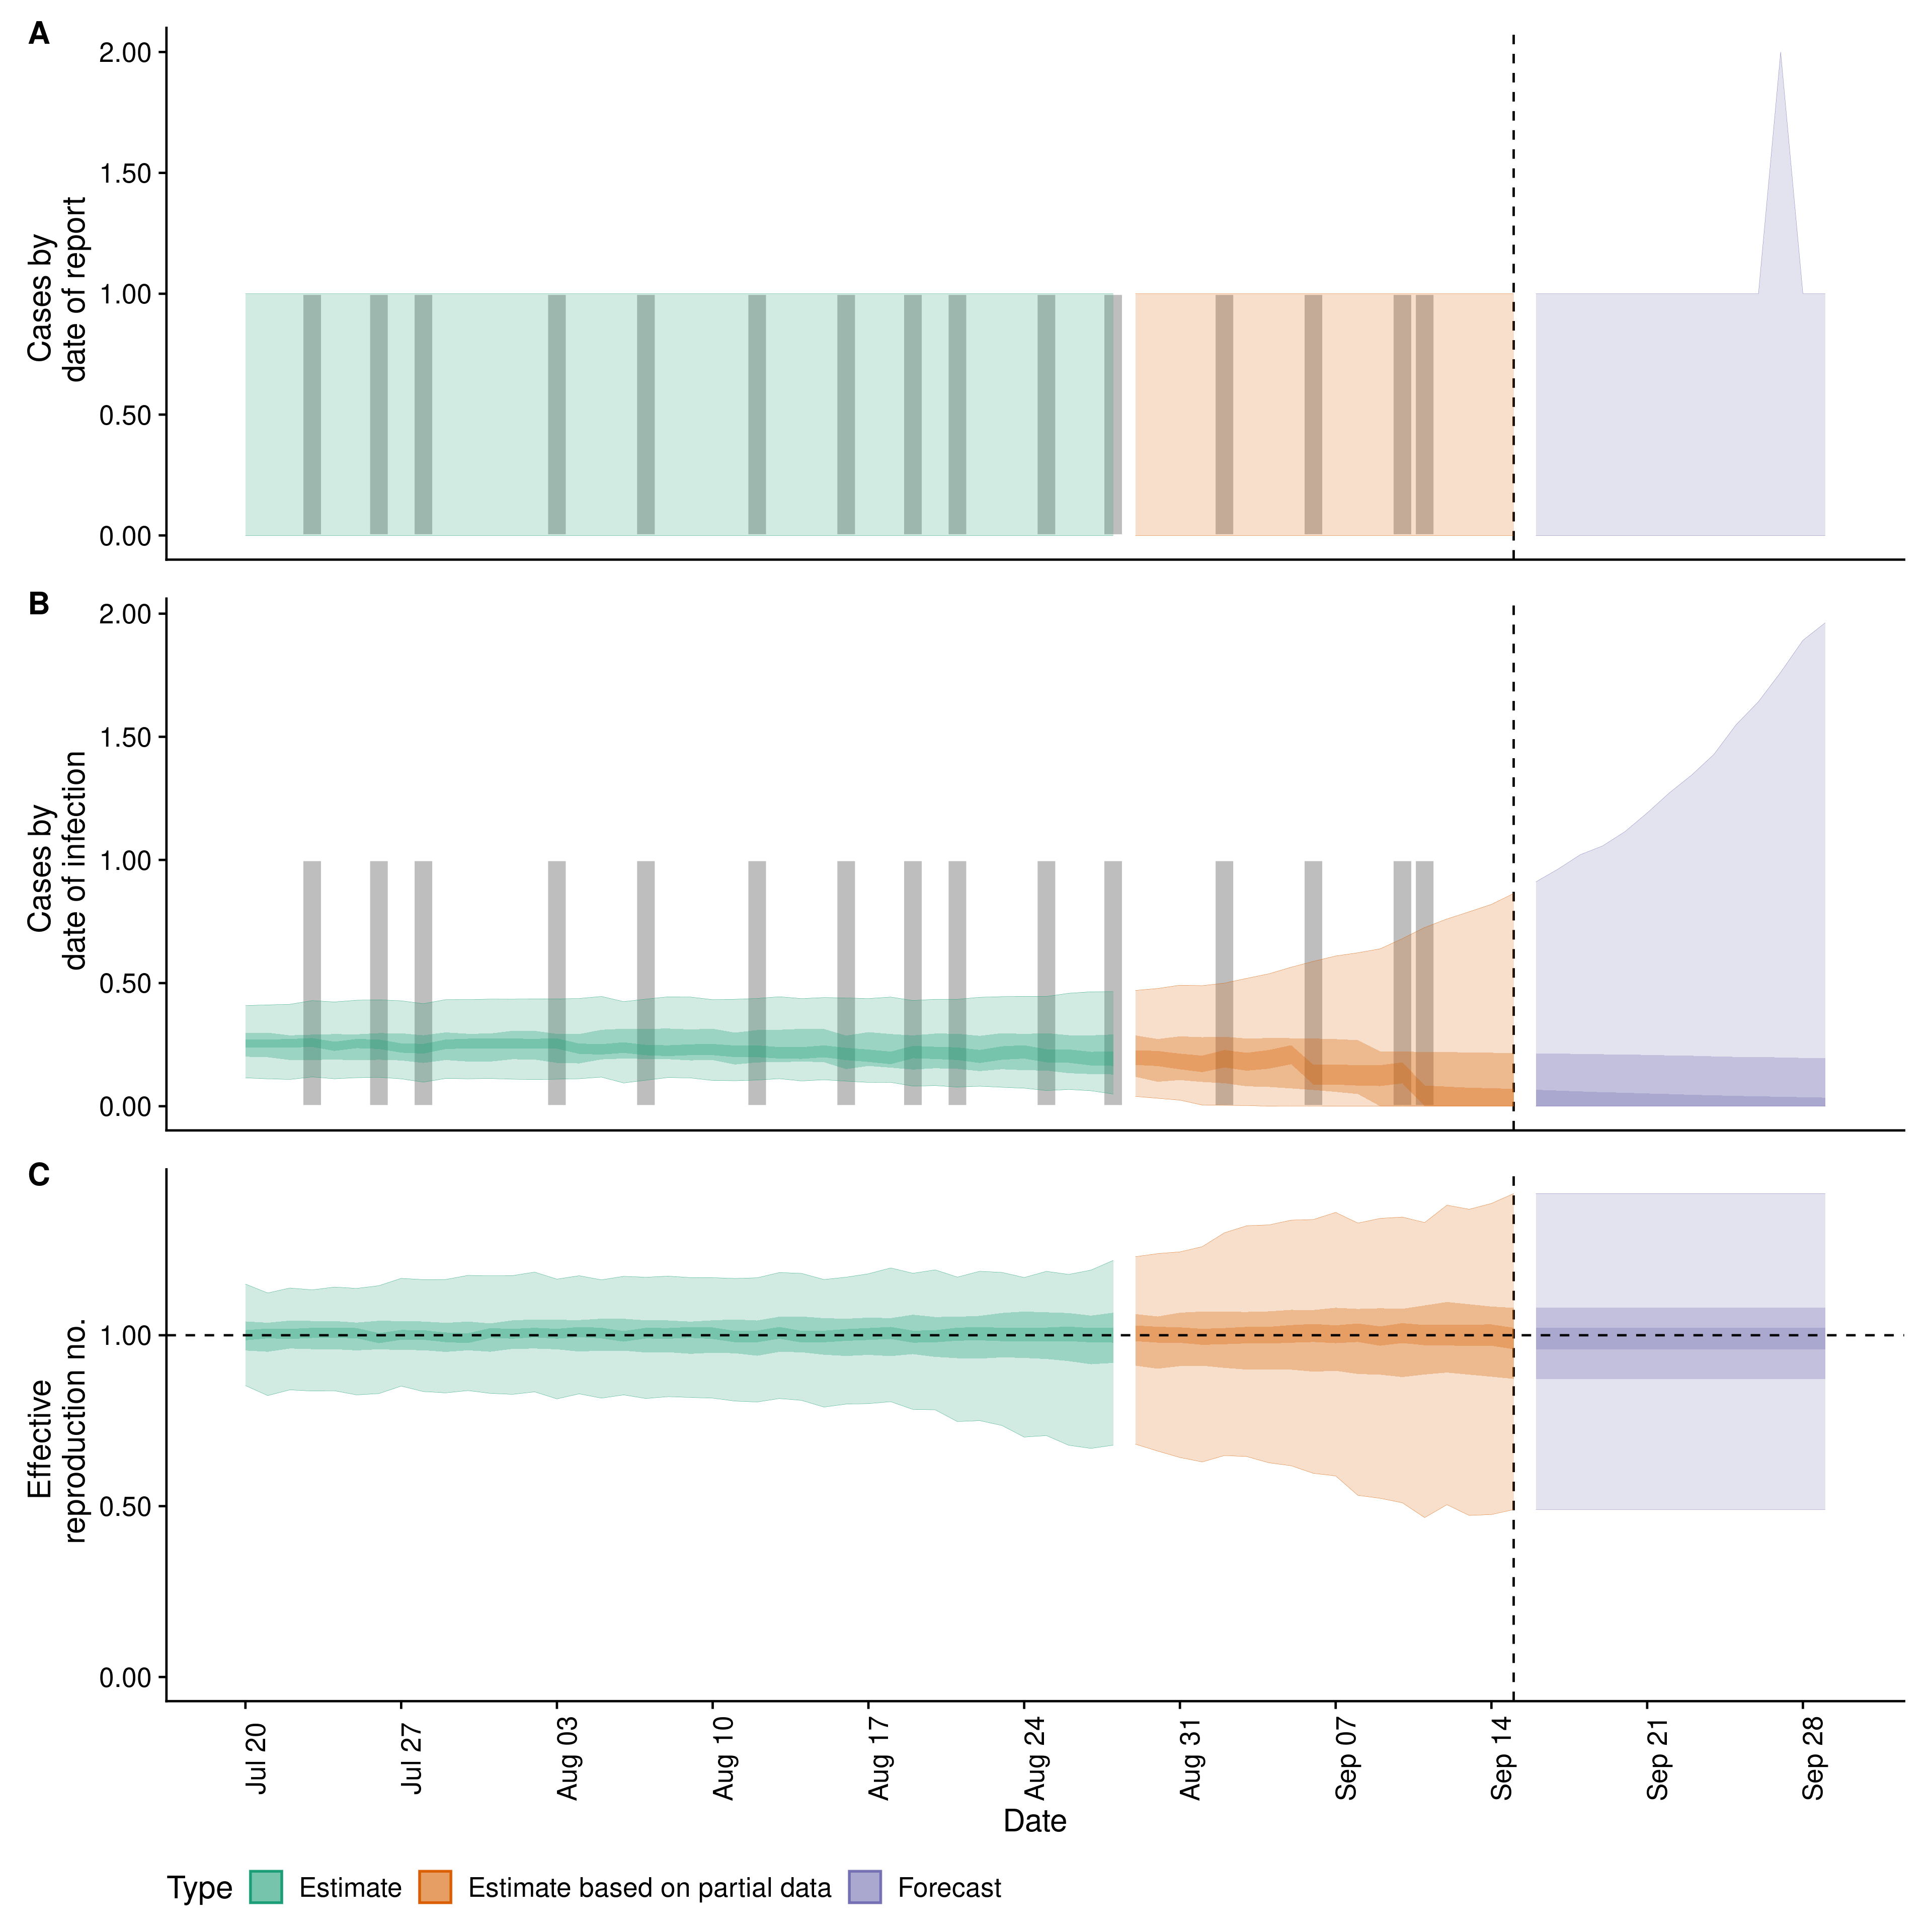 A
2.00
1.50
1.00
0.50
0.00
Cases by
date of report
B
2.00
1.50
1.00
0.50
0.00
Cases by
date of infection
C
1.00
0.50
0.00
Effective
reproduction no.
Jul 20
Jul 27
Aug 03
Aug 10
Aug 17
Aug 24
Aug 31
Sep 07
Sep 14
Sep 21
Sep 28
Date
Type Estimate Estimate based on partial data Forecast